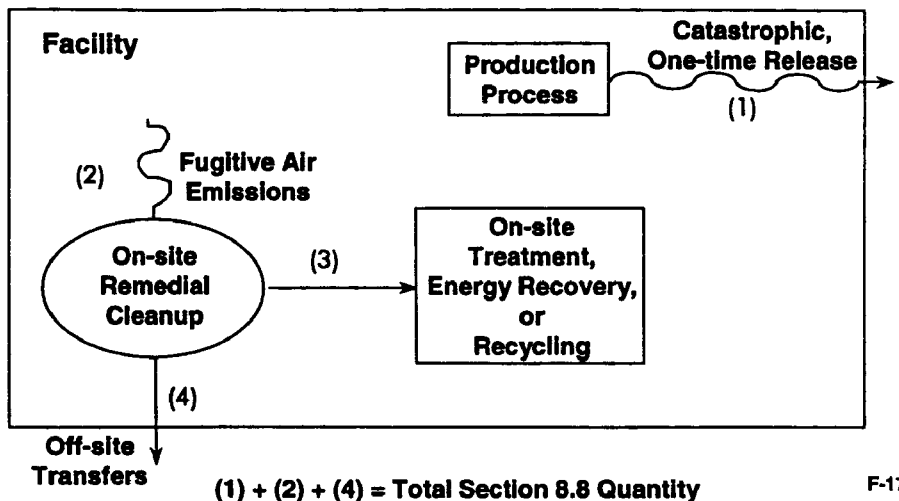 Facility
Catastrophic,
One-time Release
(1)
Production
Process
(2)
Fugitive Air
Emissions
On-site
Remedial
Cleanup
(3)
On-site
Treatment,
Energy Recovery,
or
Recycling
(4)
Off-site
Transfers
(1) + (2) + (4) = Total Section 8.8 Quantity